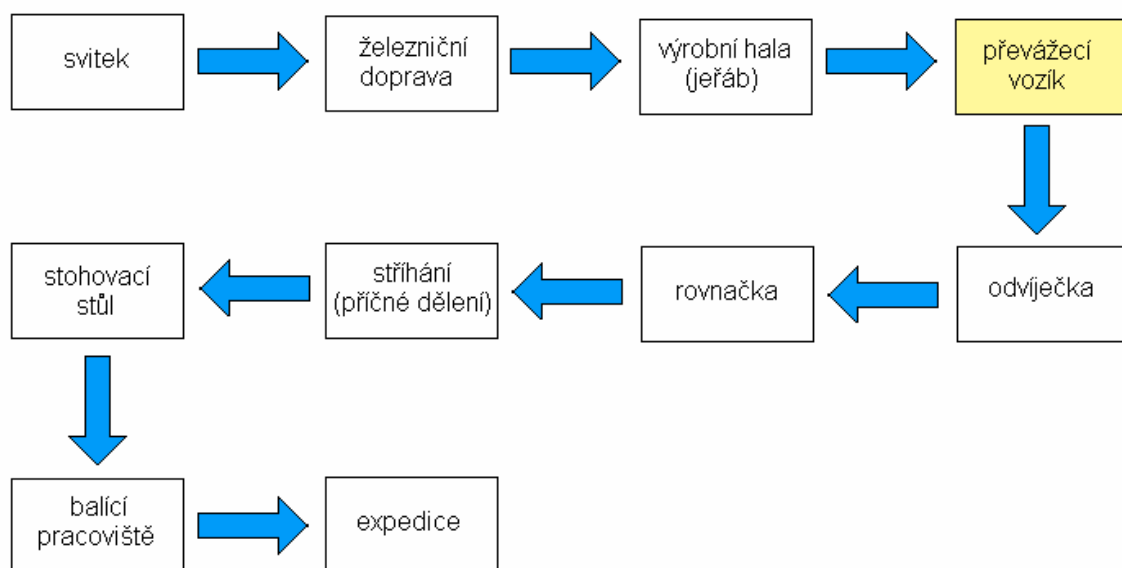 svitek
železniční
doprava
výrobní hala
(jeřáb)
převážecí
vozík
odvíječka
rovnačka
stříhání
(příčné dělení)
stohovací
stůl
balící
pracoviště
expedice